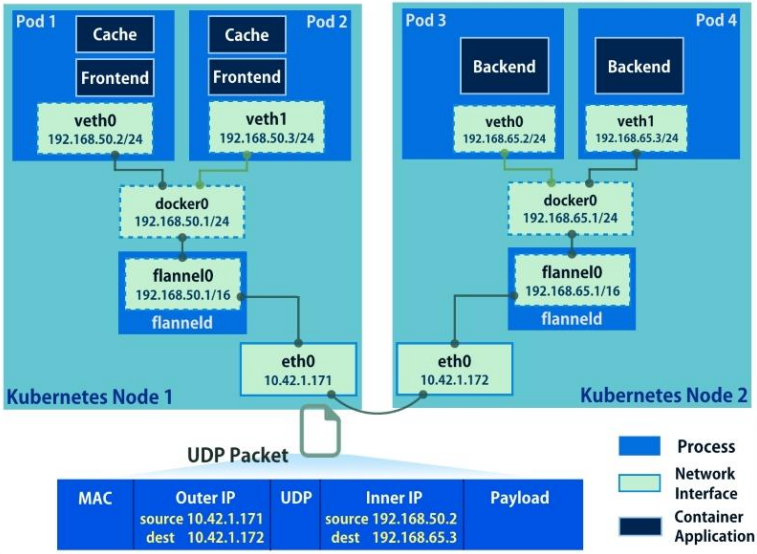 Pod 1
Cache
Frontend
veth0
192.168.50.2/24
Cache
Pod 2
Frontend
veth1
192.168.50.3/24
docker0
192.168.50.1/24
flannel0
192.168.50.1/16
flanneld
eth0
10.42.1.171
Kubernetes Node 1
Pod 3
Backend
veth0
192.168.65.2/24
Pod 4
Backend
veth1
192.168.65.3/24
docker0
192.168.65.1/24
flannel0
192.168.65.1/16
flanneld
eth0
10.42.1.172
Kubernetes Node 2
UDP Packet
MAC
Outer IP
source 10.42.1.171
dest 10.42.1.172
UDP
Inner IP
source 192.168.50.2
dest 192.168.65.3
Payload
Process
Network
Interface
Container
Application